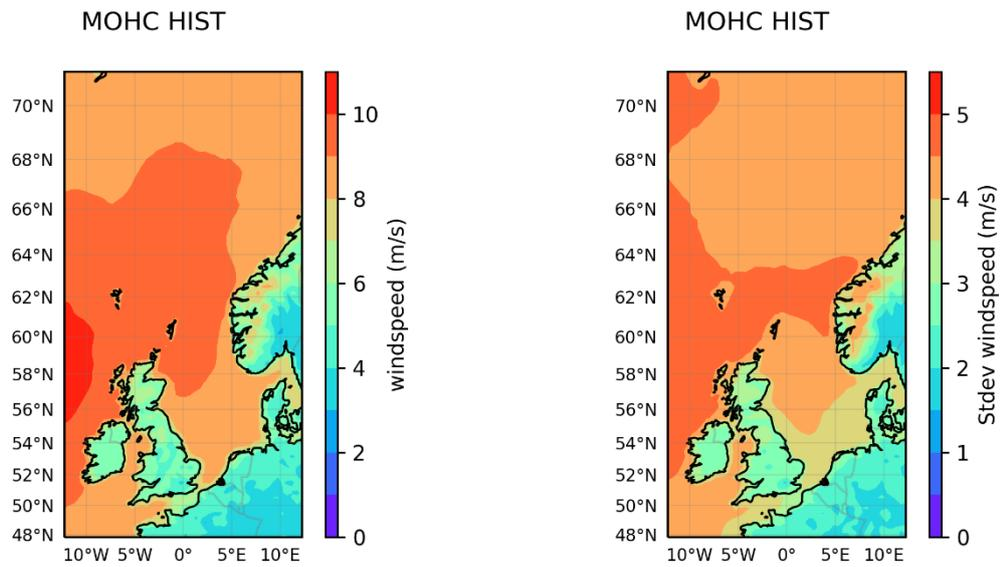 MOHC HIST
70°N
68°N
66°N
64°N
62°N
60°N
58°N
56°N
54°N
52°N
50°N
48°N
10°W 5°W 0° 5°E 10°E
10
8
6
4
2
0
windspeed (m/s)
MOHC HIST
70°N
68°N
66°N
64°N
62°N
60°N
58°N
56°N
54°N
52°N
50°N
48°N
10°W 5°W 0° 5°E 10°E
5
4
3
2
1
0
Stdev windspeed (m/s)